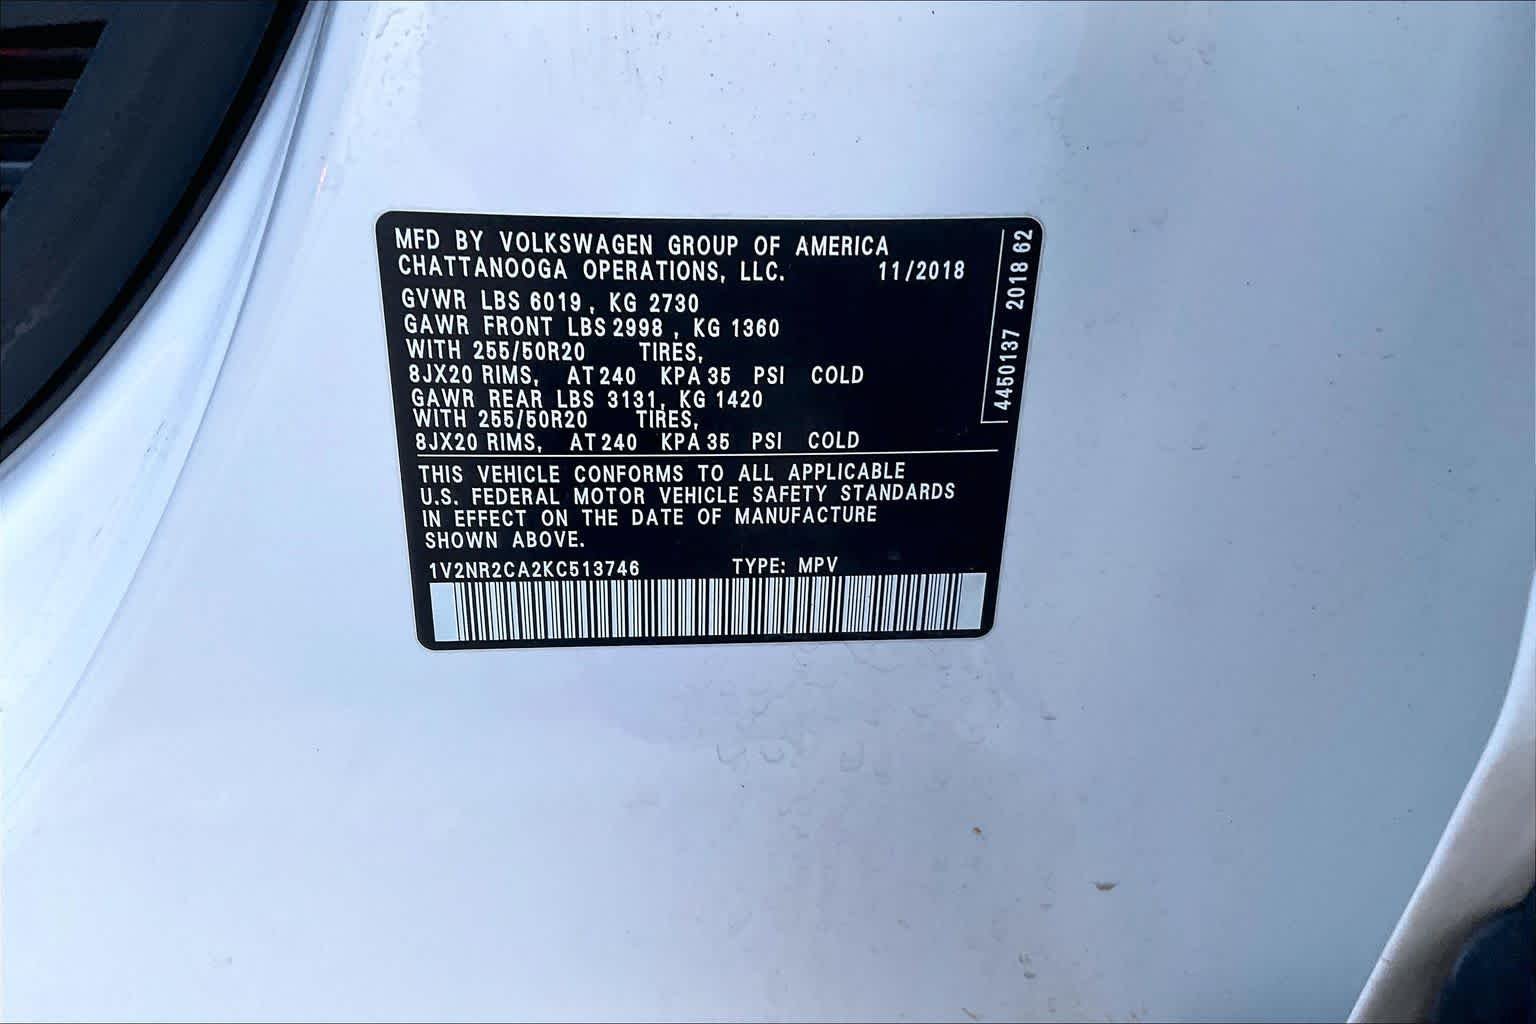 MFD BY VOLKSWAGEN GROUP OF AMERICA
CHATTANOOGA OPERATIONS, LLC. 11/2018
GVWR LBS 6019, KG 2730
GAWR FRONT LBS 2998, KG 1360
WITH 255/50R20 TIRES,
8JX20 RIMS, AT 240 KPA 35 PSI COLD
GAWR REAR LBS 3131, KG 1420
WITH 255/50R20 TIRES,
8JX20 RIMS, AT 240 KPA 35 PSI COLD
THIS VEHICLE CONFORMS TO ALL APPLICABLE
U.S. FEDERAL MOTOR VEHICLE SAFETY STANDARDS
IN EFFECT ON THE DATE OF MANUFACTURE
SHOWN ABOVE.
1V2NR2CA2KC513746 TYPE: MPV
4450137 2018 62